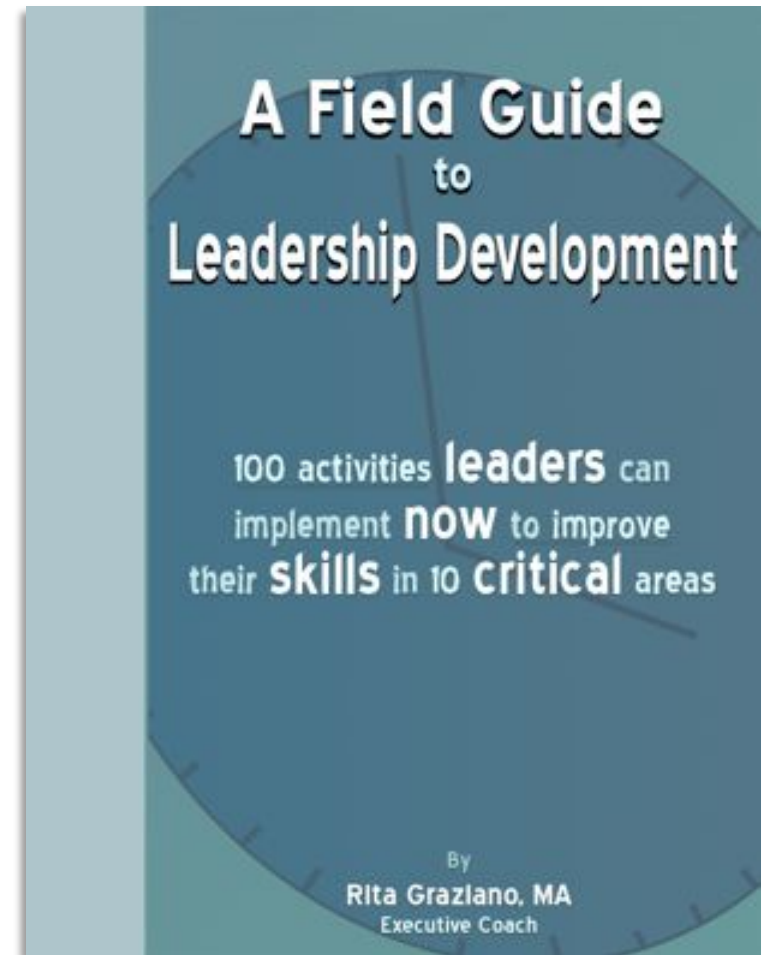 A Field Guide
to
Leadership Development
100 activities leaders can
implement now to improve
their skills in 10 critical areas
By
Rita Graziano, MA
Executive Coach